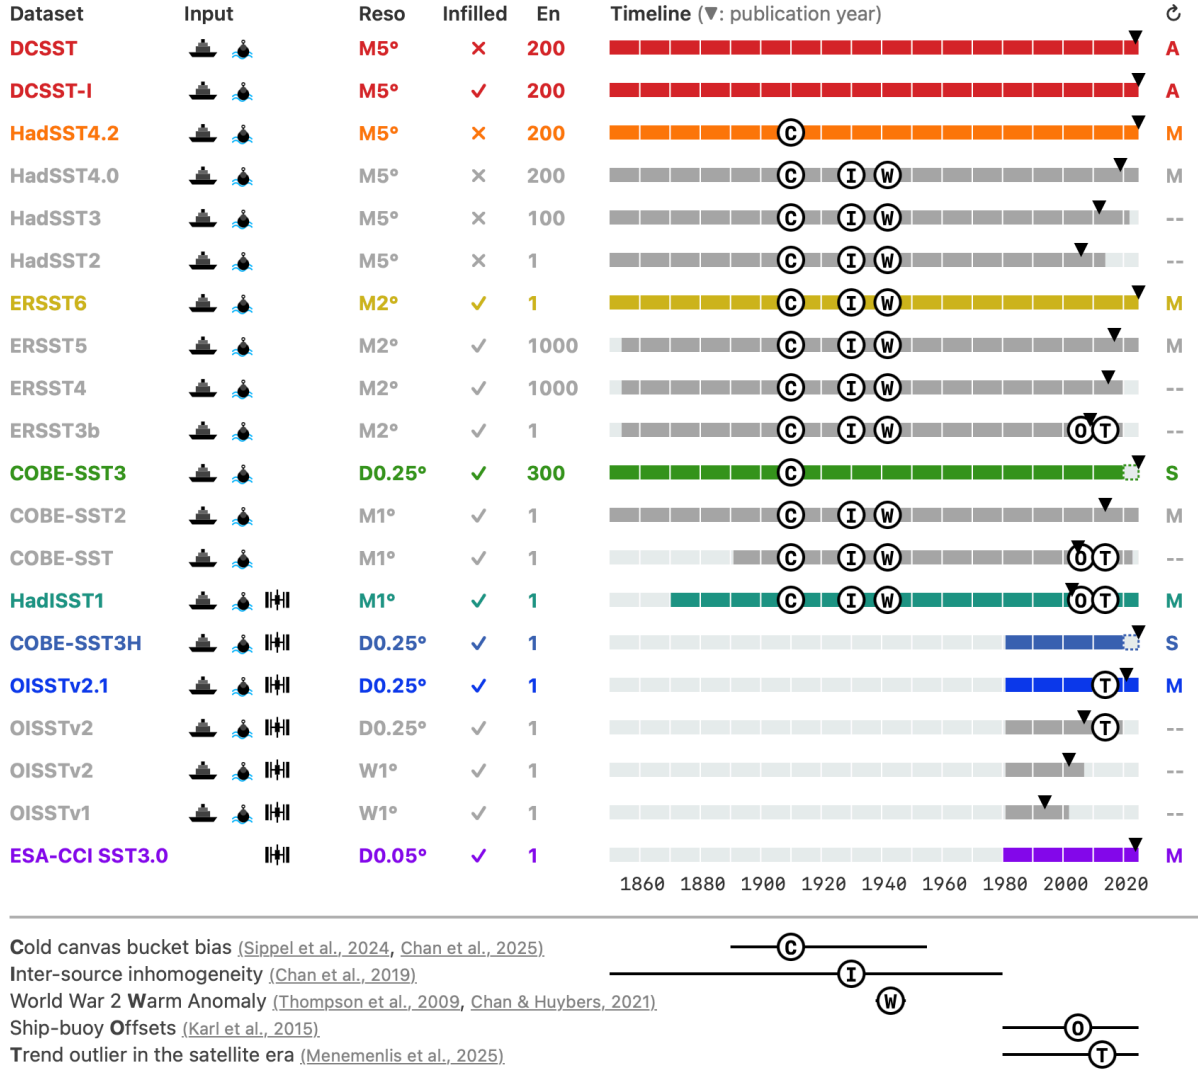 Dataset Input Reso Infilled En Timeline (▼: publication year) ↻
DCSST M5° ✕ 200 A
DCSST-I M5° ✓ 200 A
HadSST4.2 M5° ✕ 200 C M
HadSST4.0 M5° ✕ 200 C I W M
HadSST3 M5° ✕ 100 C I W --
HadSST2 M5° ✕ 1 C I W --
ERSST6 M2° ✓ 1 C I W M
ERSST5 M2° ✓ 1000 C I W M
ERSST4 M2° ✓ 1000 C I W --
ERSST3b M2° ✓ 1 C I W O T --
COBE-SST3 D0.25° ✓ 300 C S
COBE-SST2 M1° ✓ 1 C I W M
COBE-SST M1° ✓ 1 C I W O T --
HadISST1 M1° ✓ 1 C I W O T M
COBE-SST3H D0.25° ✓ 1 S
OISSTv2.1 D0.25° ✓ 1 T M
OISSTv2 D0.25° ✓ 1 T --
OISSTv2 W1° ✓ 1 --
OISSTv1 W1° ✓ 1 --
ESA-CCI SST3.0 D0.05° ✓ 1 M
1860 1880 1900 1920 1940 1960 1980 2000 2020
Cold canvas bucket bias (Sippel et al., 2024, Chan et al., 2025) C
Inter-source inhomogeneity (Chan et al., 2019) I
World War 2 Warm Anomaly (Thompson et al., 2009, Chan & Huybers, 2021) W
Ship-buoy Offsets (Karl et al., 2015) O
Trend outlier in the satellite era (Menemenlis et al., 2025) T